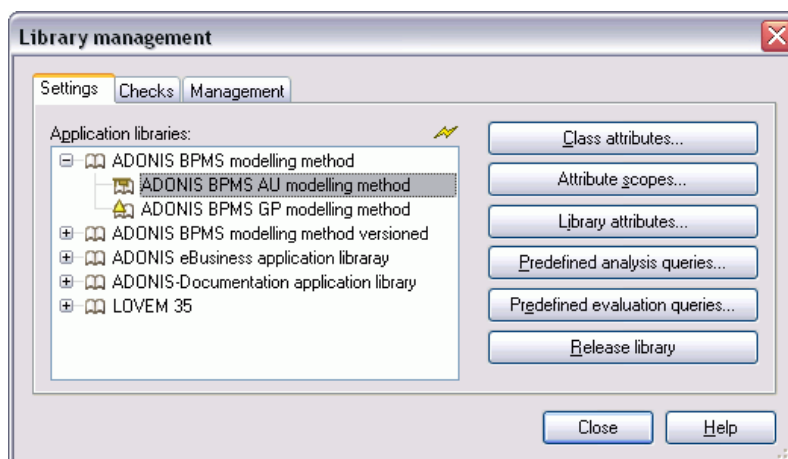 Library management
Settings Checks Management
Application libraries:
ADONIS BPMS modelling method
ADONIS BPMS AU modelling method
ADONIS BPMS GP modelling method
ADONIS BPMS modelling method versioned
ADONIS eBusiness application libraray
ADONIS-Documentation application library
LOVEM 35
Class attributes...
Attribute scopes...
Library attributes...
Predefined analysis queries...
Predefined evaluation queries...
Release library
Close Help